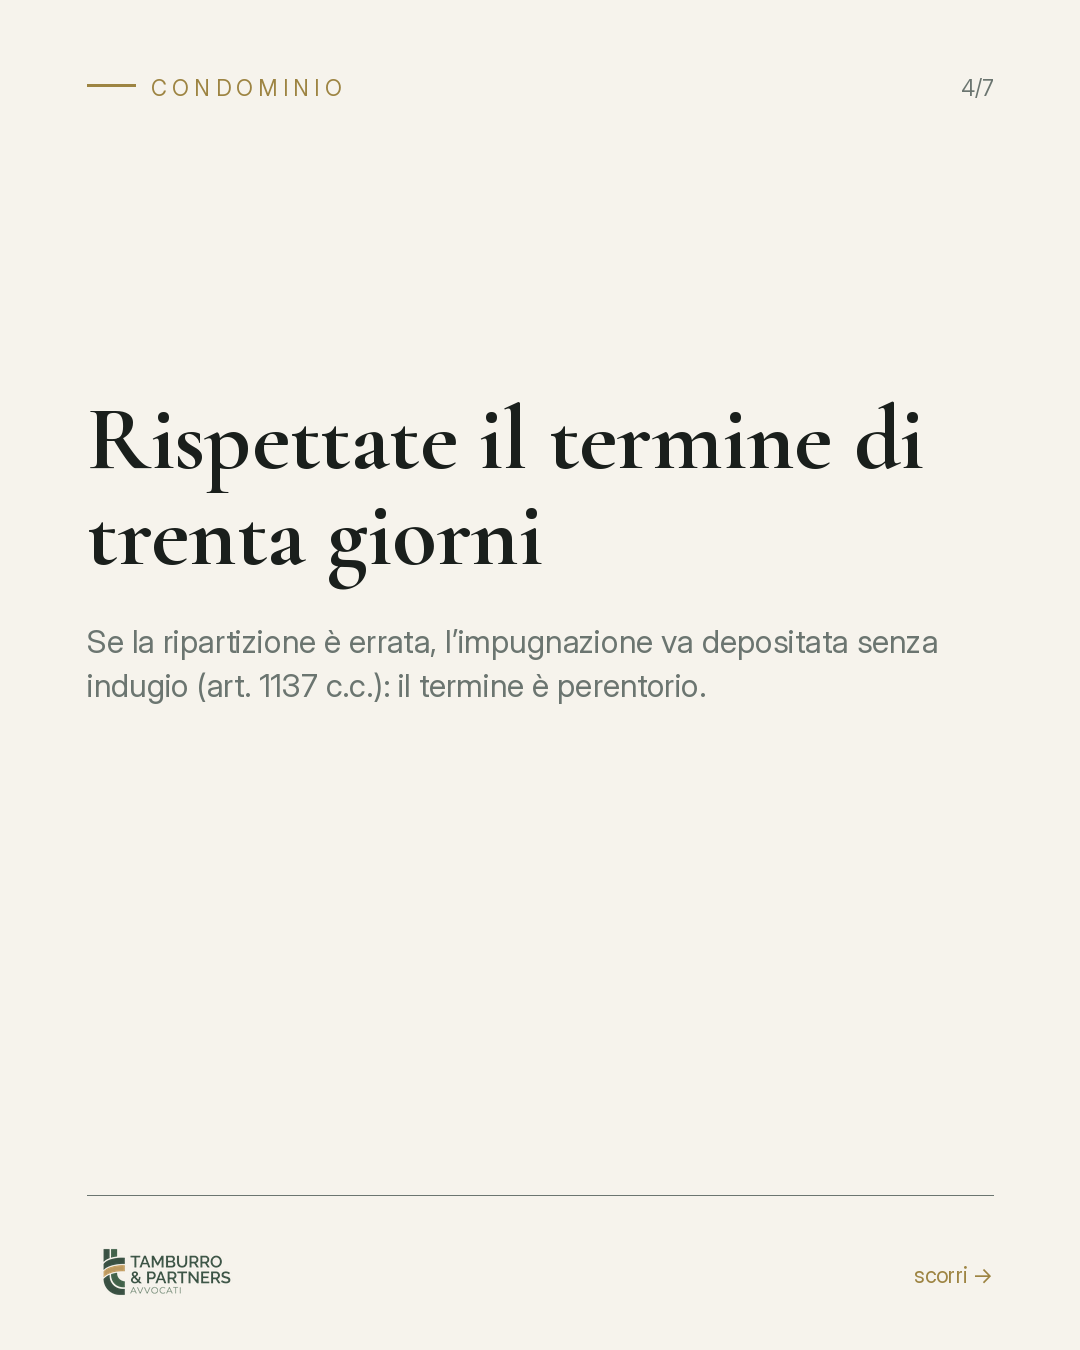 CONDOMINIO
4/7
Rispettate il termine di
trenta giorni
Se la ripartizione è errata, l’impugnazione va depositata senza
indugio (art. 1137 c.c.): il termine è perentorio.
TAMBURRO
& PARTNERS
AVVOCATI
scorri →